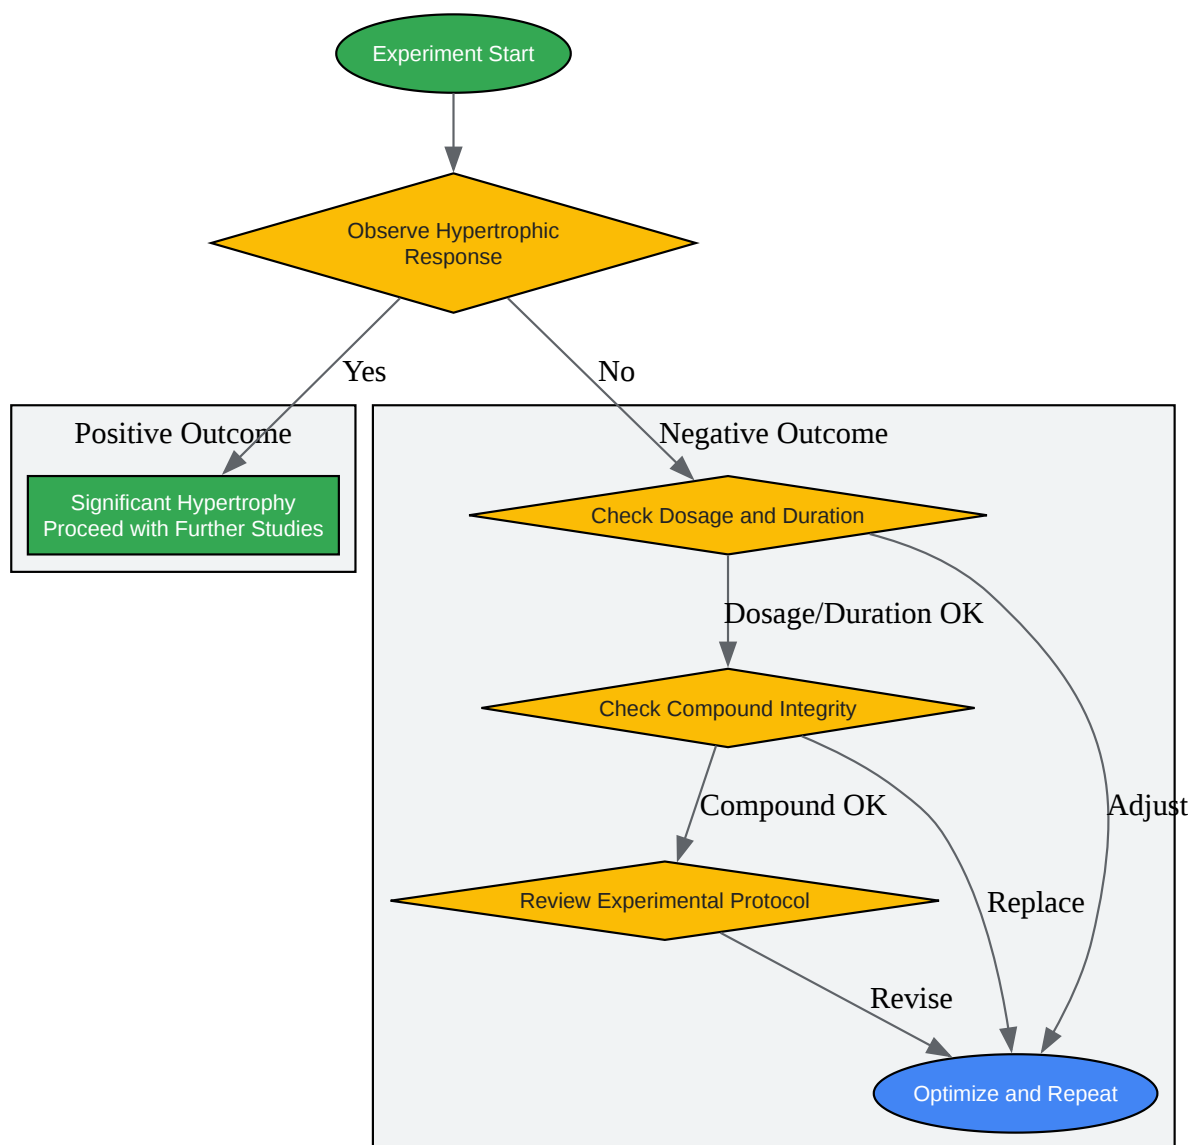 Experiment Start
Observe Hypertrophic
Response
Yes
No
Positive Outcome
Negative Outcome
Significant Hypertrophy
Proceed with Further Studies
Check Dosage and Duration
Dosage/Duration OK
Check Compound Integrity
Compound OK
Adjust
Review Experimental Protocol
Replace
Revise
Optimize and Repeat